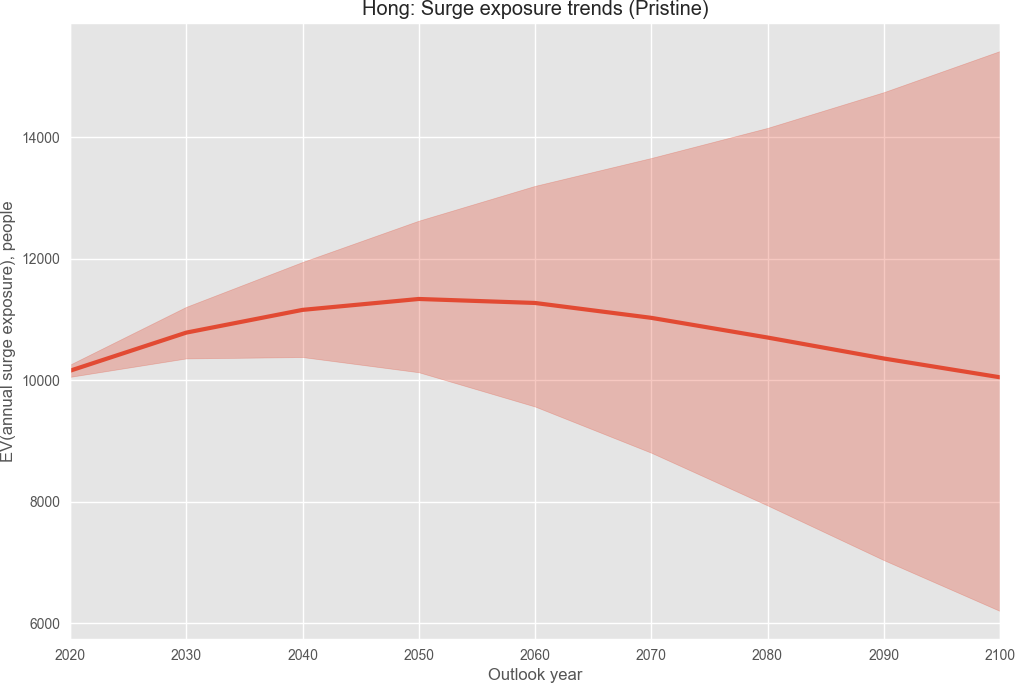 Hong: Surge exposure trends (Pristine)
EV(annual surge exposure), people
14000
12000
10000
8000
6000
2020 2030 2040 2050 2060 2070 2080 2090 2100
Outlook year